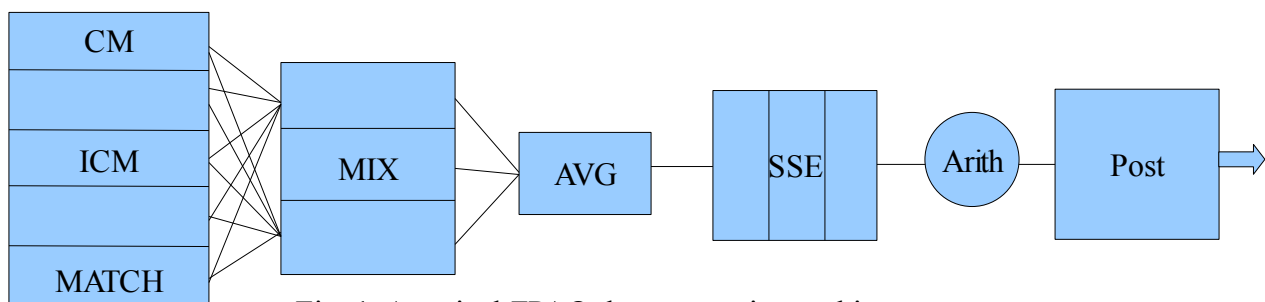 CM
ICM
MATCH
MIX
AVG
SSE
Arith
Post